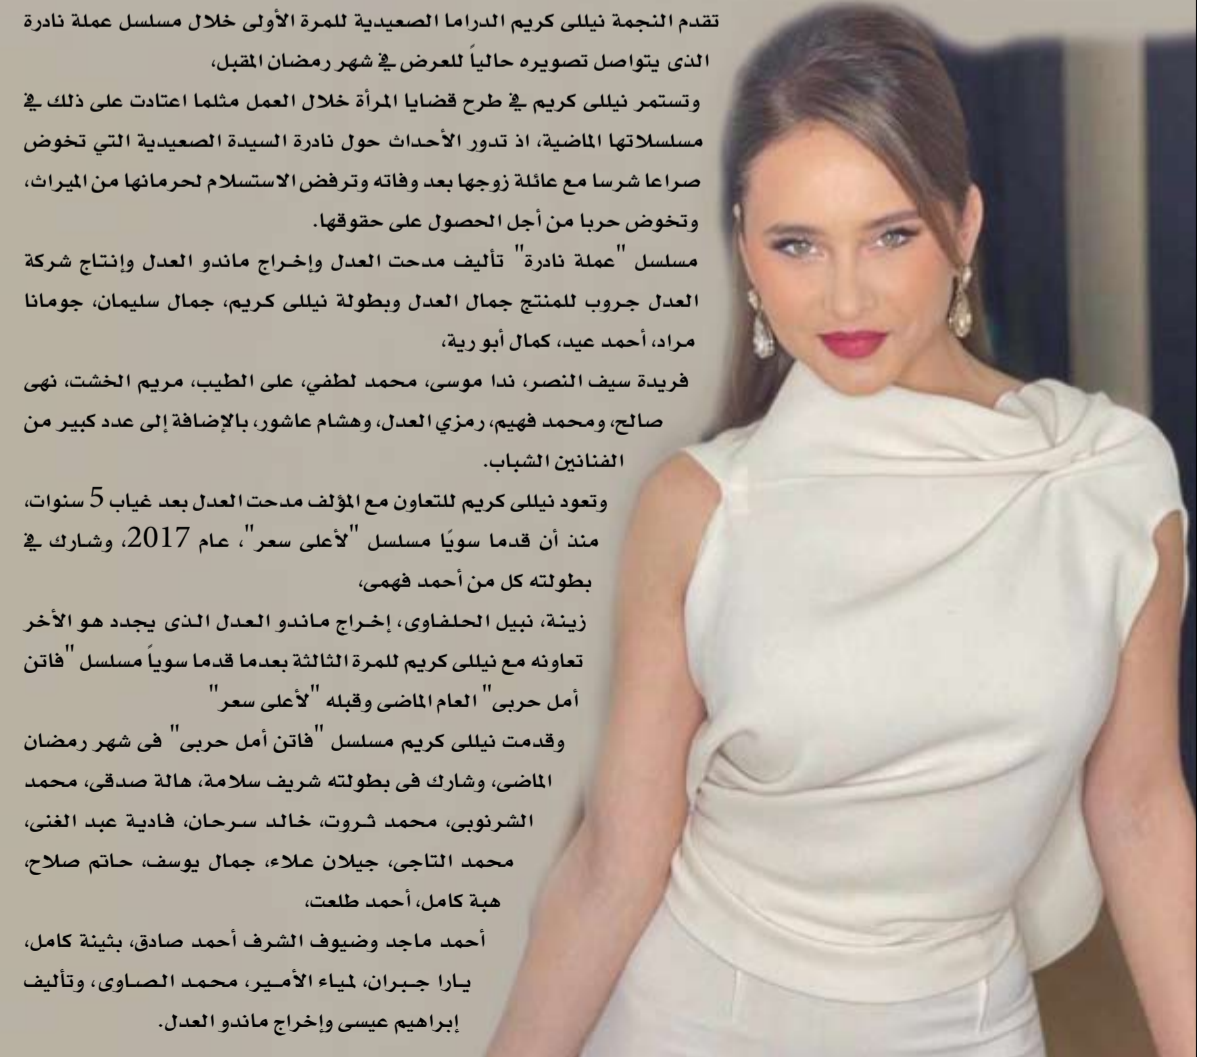 تقدم النجمة نيللى كريم الدراما الصعيدية للمرة الأولى خلال مسلسل عملة نادرة
الذى يتواصل تصويره حالياً للعرض في شهر رمضان المقبل،
وتستمر نيللى كريم في طرح قضايا المرأة خلال العمل مثلما اعتادت على ذلك في
مسلسلاتها الماضية، اذ تدور الأحداث حول نادرة السيدة الصعيدية التي تخوض
صراعا شرسا مع عائلة زوجها بعد وفاته وترفض الاستسلام لحرمانها من الميراث،
وتخوض حربا من أجل الحصول على حقوقها.
مسلسل "عملة نادرة" تأليف مدحت العدل وإخراج ماندو العدل وإنتاج شركة
العدل جروب للمنتج جمال العدل وبطولة نيللى كريم، جمال سليمان، جومانا
مراد، أحمد عيد، كمال أبو رية،
فريدة سيف النصر، ندا موسى، محمد لطفي، على الطيب، مريم الخشت، نهى
صالح، ومحمد فهيم، رمزي العدل، وهشام عاشور، بالإضافة إلى عدد كبير من
الفنانين الشباب.
وتعود نيللى كريم للتعاون مع المؤلف مدحت العدل بعد غياب 5 سنوات،
منذ أن قدما سويًا مسلسل "لأعلى سعر"، عام 2017، وشارك في
بطولته كل من أحمد فهمى،
زينة، نبيل الحلفاوى، إخراج ماندو العدل الذى يجدد هو الأخر
تعاونه مع نيللى كريم للمرة الثالثة بعدما قدما سوياً مسلسل "فاتن
أمل حربى" العام الماضى وقبله "لأعلى سعر"
وقدمت نيللى كريم مسلسل "فاتن أمل حربى" فى شهر رمضان
الماضى، وشارك فى بطولته شريف سلامة، هالة صدقى، محمد
الشرنوبى، محمد ثروت، خالد سرحان، فادية عبد الغنى،
محمد التاجى، جيلان علاء، جمال يوسف، حاتم صلاح،
هبة كامل، أحمد طلعت،
أحمد ماجد وضيوف الشرف أحمد صادق، بثينة كامل،
يارا جبران، لمياء الأمير، محمد الصاوى، وتأليف
إبراهيم عيسى وإخراج ماندو العدل.